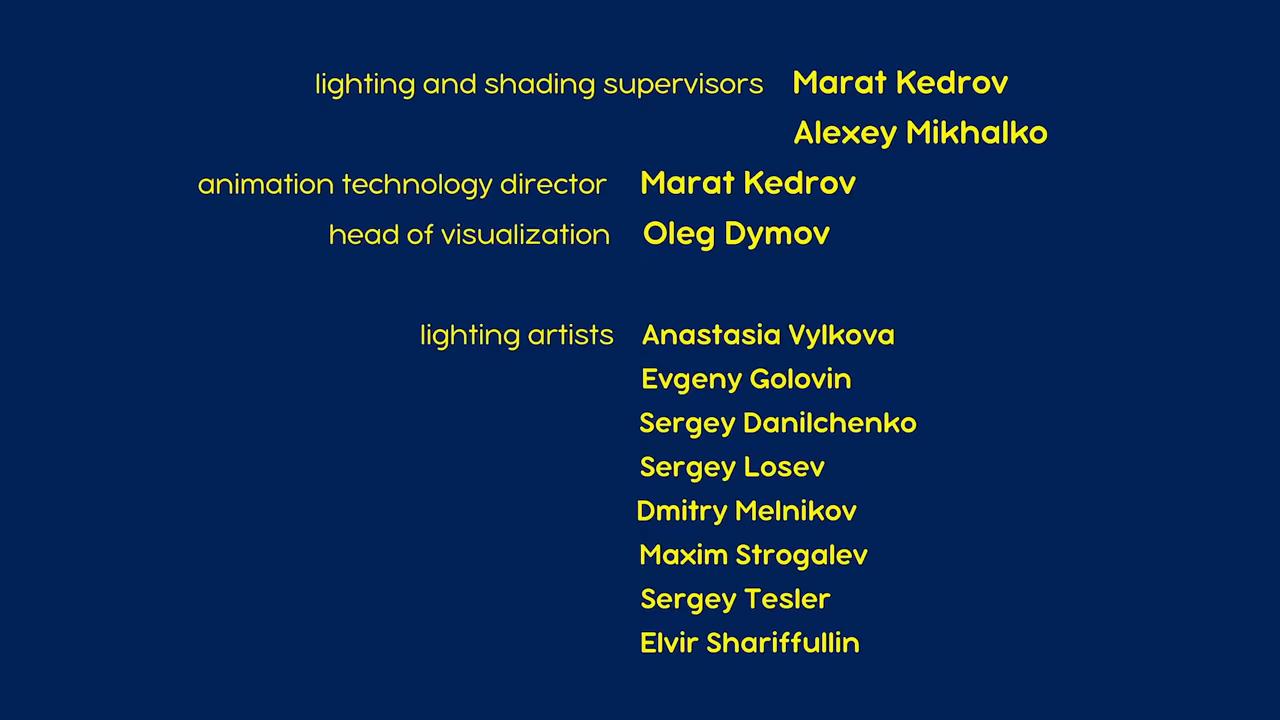 lighting and shading supervisors Marat Kedrov
Alexey Mikhalko
animation technology director Marat Kedrov
head of visualization Oleg Dymov
lighting artists Anastasia Vylkova
Evgeny Golovin
Sergey Danilchenko
Sergey Losev
Dmitry Melnikov
Maxim Strogalev
Sergey Tesler
Elvir Shariffullin